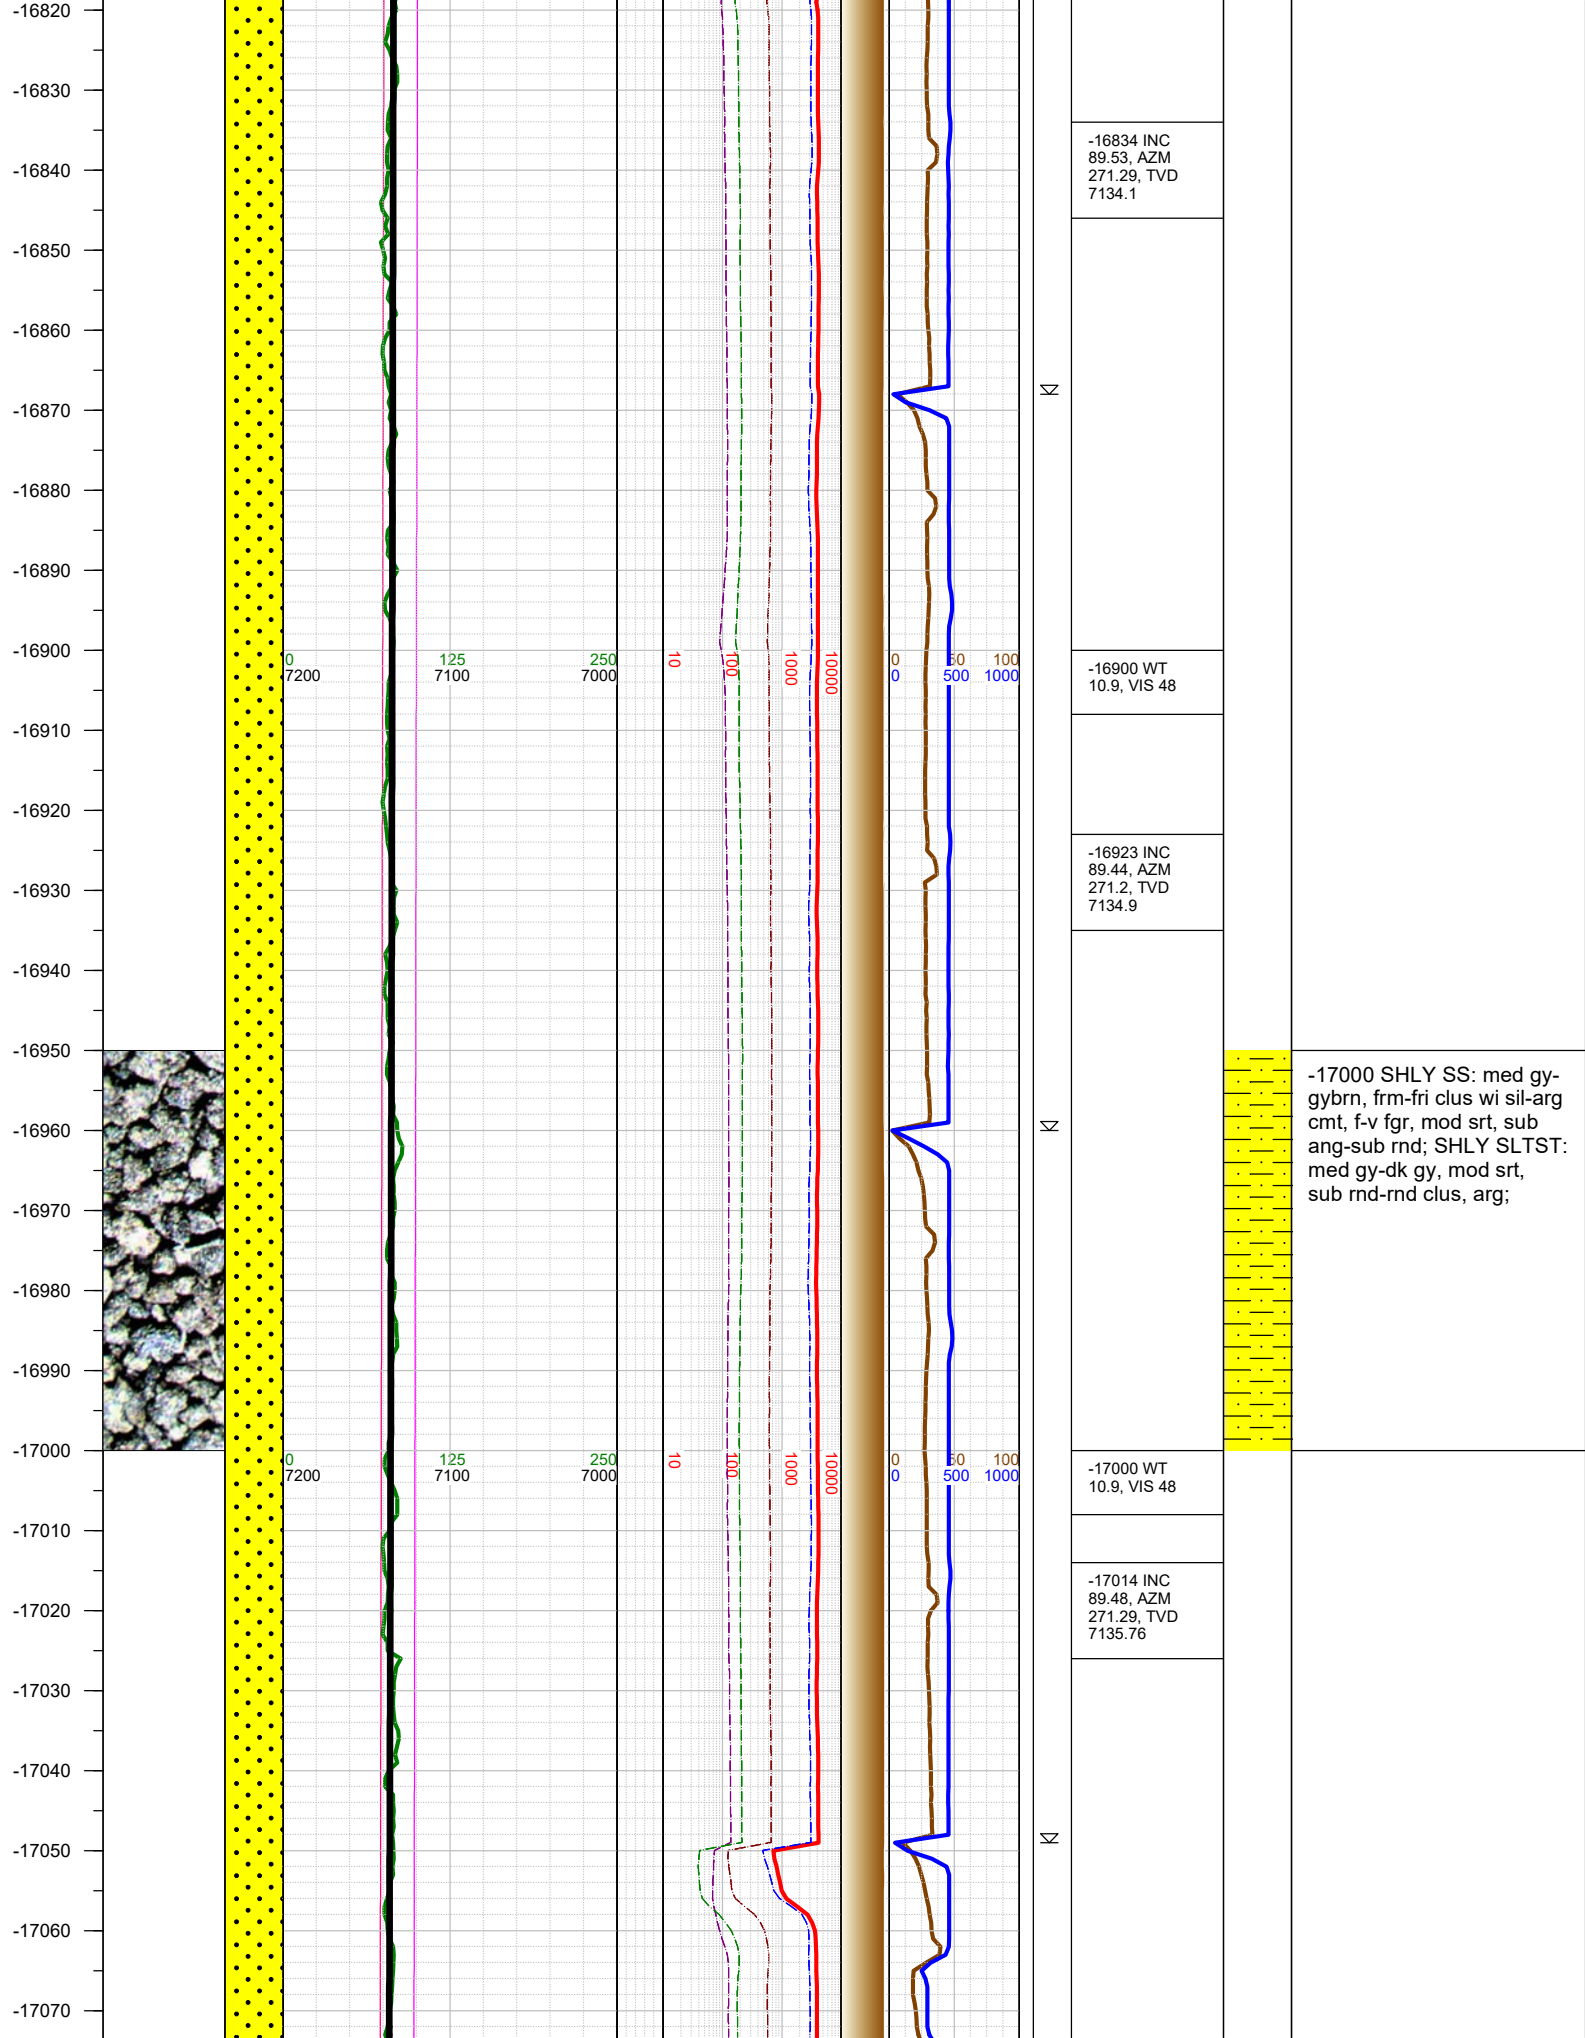 -16820
-16830
-16834 INC
89.53, AZM
271.29, TVD
7134.1
-16840
-16850
-16860
-16870
-16880
-16890
-16900
0 125 250 10 100 1000 10000 0 50 100
7200 7100 7000 0 500 1000
-16900 WT
10.9, VIS 48
-16910
-16920
-16923 INC
89.44, AZM
271.2, TVD
7134.9
-16930
-16940
-16950
-17000 SHLY SS: med gy-
gybrn, frm-fri clus wi sil-arg
cmt, f-v fgr, mod srt, sub
ang-sub rnd; SHLY SLTST:
med gy-dk gy, mod srt,
sub rnd-rnd clus, arg;
-16960
-16970
-16980
-16990
-17000
0 125 250 10 100 1000 10000 0 50 100
7200 7100 7000 0 500 1000
-17000 WT
10.9, VIS 48
-17010
-17014 INC
89.48, AZM
271.29, TVD
7135.76
-17020
-17030
-17040
-17050
-17060
-17070